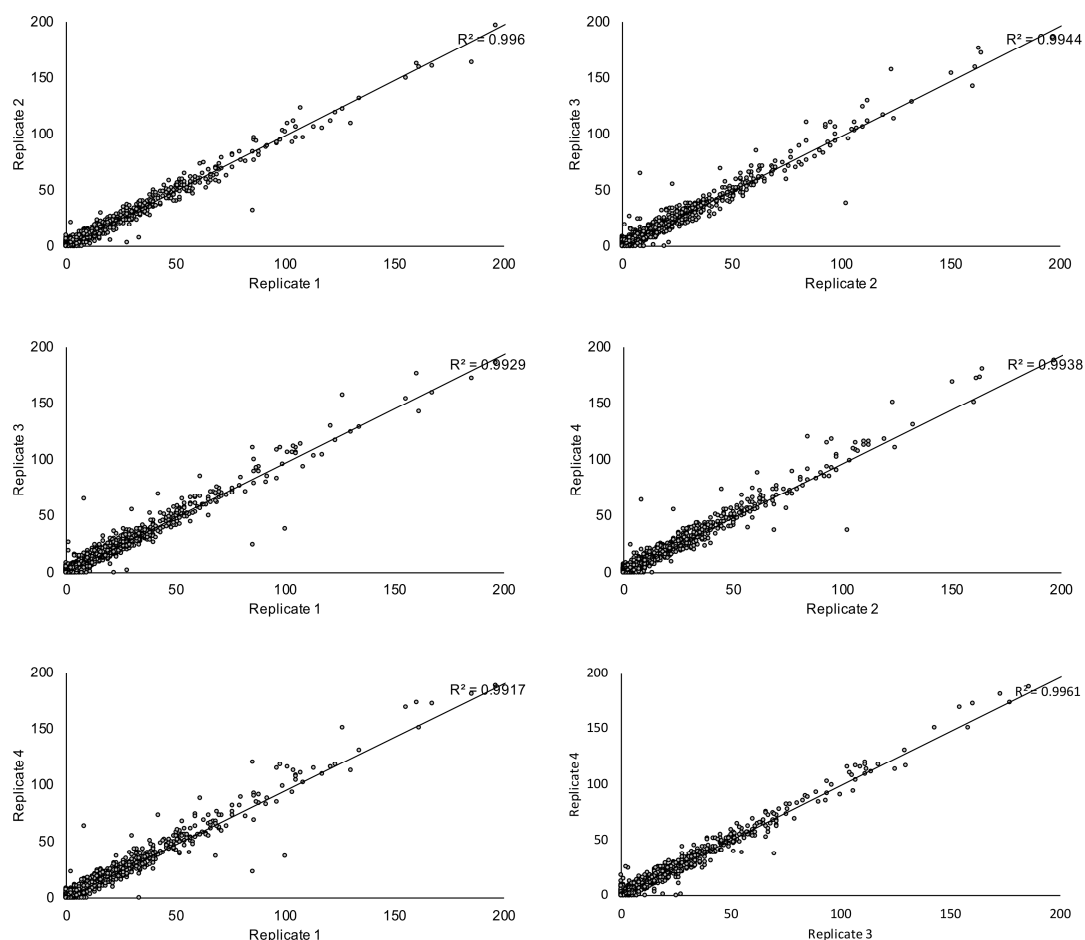 200
150
100
50
0
Replicate 2
R² = 0.996
0 50 100 150 200
Replicate 1
200
150
100
50
0
Replicate 3
R² = 0.9944
0 50 100 150 200
Replicate 2
200
150
100
50
0
Replicate 3
R² = 0.9929
0 50 100 150 200
Replicate 1
200
150
100
50
0
Replicate 4
R² = 0.9938
0 50 100 150 200
Replicate 2
200
150
100
50
0
Replicate 4
R² = 0.9917
0 50 100 150 200
Replicate 1
200
150
100
50
0
Replicate 4
R² = 0.9961
0 50 100 150 200
Replicate 3